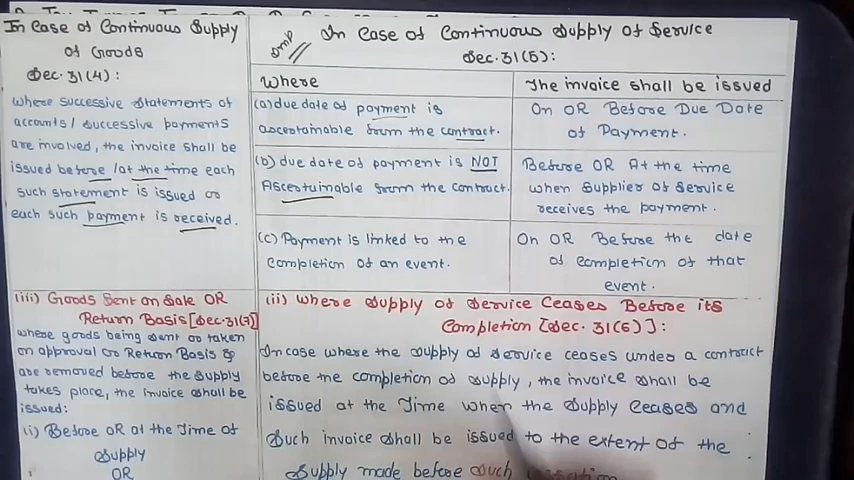 In Case of Continuous Supply
of Goods
Sec. 31(4) :
where successive statements of
accounts / successive payments
are involved, the invoice shall be
issued before /at the time each
such statement is issued or
each such payment is received.
Imp
In Case of Continuous Supply of Service
Sec. 31(5) :
Where
The invoice shall be issued
(a) due date of payment is
ascertainable from the contract.
On OR Before Due Date
of Payment.
(b) due date of payment is NOT
Ascertainable from the contract.
Before OR At the time
when Supplier of Service
receives the payment.
(c) Payment is linked to the
Completion of an event.
On OR Before the date
of completion of that
event.
(iii) Goods Sent on Sale OR
Return Basis [Sec. 31(7)]
where goods being sent or taken
on approval or Return Basis &
are removed before the Supply
takes place, the invoice shall be
issued:
(i) Before OR at the Time of
Supply
OR
(ii) Where Supply of Service Ceases Before its
Completion [Sec. 31(6)] :
In case where the Supply of Service ceases under a contract
before the completion of Supply, the invoice shall be
issued at the Time when the Supply Ceases and
Such invoice shall be issued to the extent of the
Supply made before Such